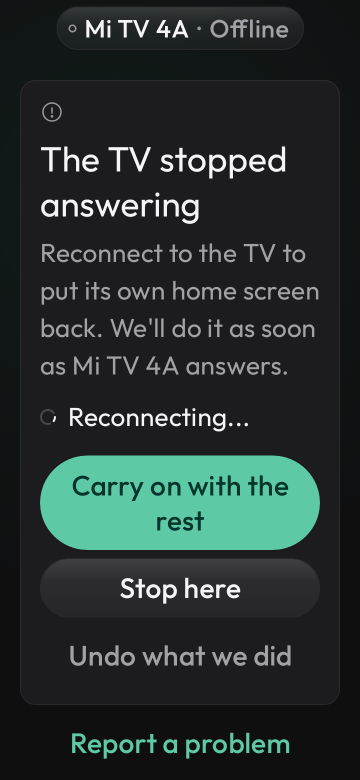 Mi TV 4A · Offline
The TV stopped
answering
Reconnect to the TV to
put its own home screen
back. We'll do it as soon
as Mi TV 4A answers.
Reconnecting...
Carry on with the
rest
Stop here
Undo what we did
Report a problem